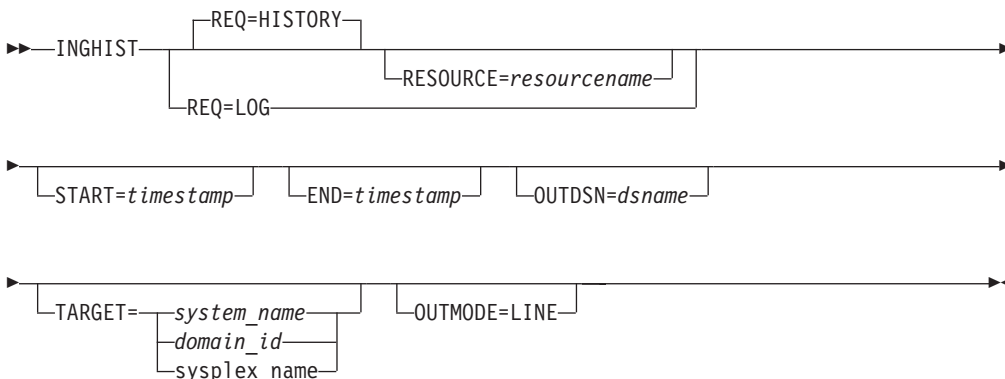 REQ=HISTORY
INGHIST
RESOURCE=resourcename
REQ=LOG
START=timestamp END=timestamp OUTDSN=dsname
TARGET= system_name OUTMODE=LINE
domain_id
sysplex_name